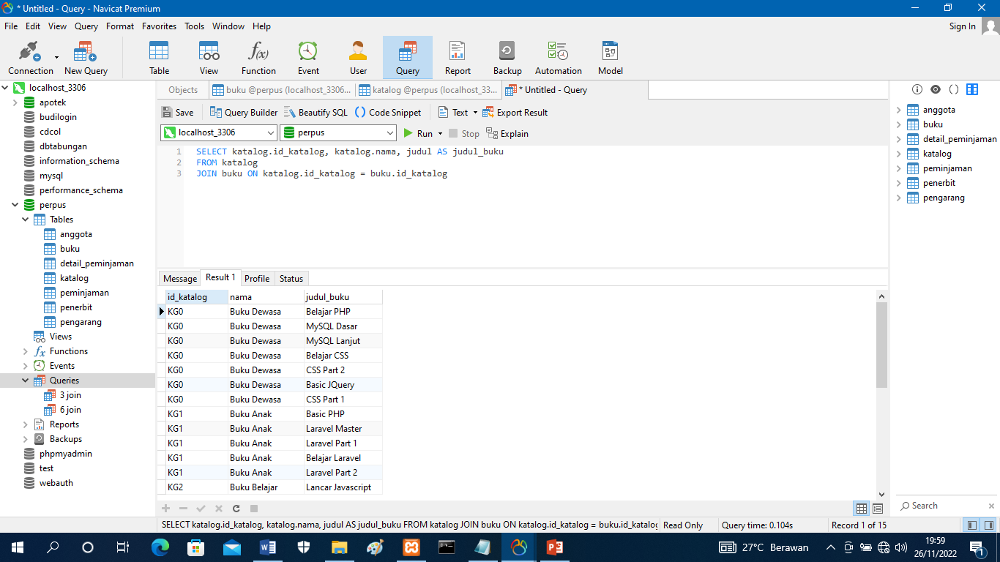 * Untitled - Query - Navicat Premium
File Edit View Query Format Favorites Tools Window Help
Sign In
Connection New Query Table View Function Event User Query Report Backup Automation Model
f(x)
localhost_3306
apotek
budilogin
cdcol
dbtabungan
information_schema
mysql
performance_schema
perpus
Tables
anggota
buku
detail_peminjaman
katalog
peminjaman
penerbit
pengarang
Views
fx Functions
Events
Queries
3 join
6 join
Reports
Backups
phpmyadmin
test
webauth
Objects buku @perpus (localhost_3306... katalog @perpus (localhost_33... * Untitled - Query
Save Query Builder Beautify SQL () Code Snippet Text Export Result
localhost_3306 perpus Run Stop Explain
1 SELECT katalog.id_katalog, katalog.nama, judul AS judul_buku
2 FROM katalog
3 JOIN buku ON katalog.id_katalog = buku.id_katalog
Message Result 1 Profile Status
id_katalog nama judul_buku
KG0 Buku Dewasa Belajar PHP
KG0 Buku Dewasa MySQL Dasar
KG0 Buku Dewasa MySQL Lanjut
KG0 Buku Dewasa Belajar CSS
KG0 Buku Dewasa CSS Part 2
KG0 Buku Dewasa Basic JQuery
KG0 Buku Dewasa CSS Part 1
KG1 Buku Anak Basic PHP
KG1 Buku Anak Laravel Master
KG1 Buku Anak Laravel Part 1
KG1 Buku Anak Belajar Laravel
KG1 Buku Anak Laravel Part 2
KG2 Buku Belajar Lancar Javascript
()
anggota
buku
detail_peminjaman
katalog
peminjaman
penerbit
pengarang
Search
SELECT katalog.id_katalog, katalog.nama, judul AS judul_buku FROM katalog JOIN buku ON katalog.id_katalog = buku.id_katalog Read Only Query time: 0.104s Record 1 of 15
27°C Berawan
19:59
26/11/2022
1